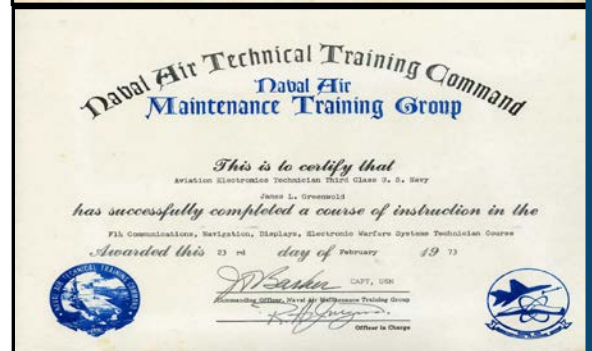 Naval Air Technical Training Command
Naval Air
Maintenance Training Group
This is to certify that
Aviation Electronics Technician Third Class U. S. Navy
James L. Greenwold
has successfully completed a course of instruction in the
F14 Communications, Navigation, Displays, Electronic Warfare Systems Technician Course
Awarded this 23 rd day of February 19 73
CAPT, USN
Commanding Officer, Naval Air Maintenance Training Group
Officer in Charge